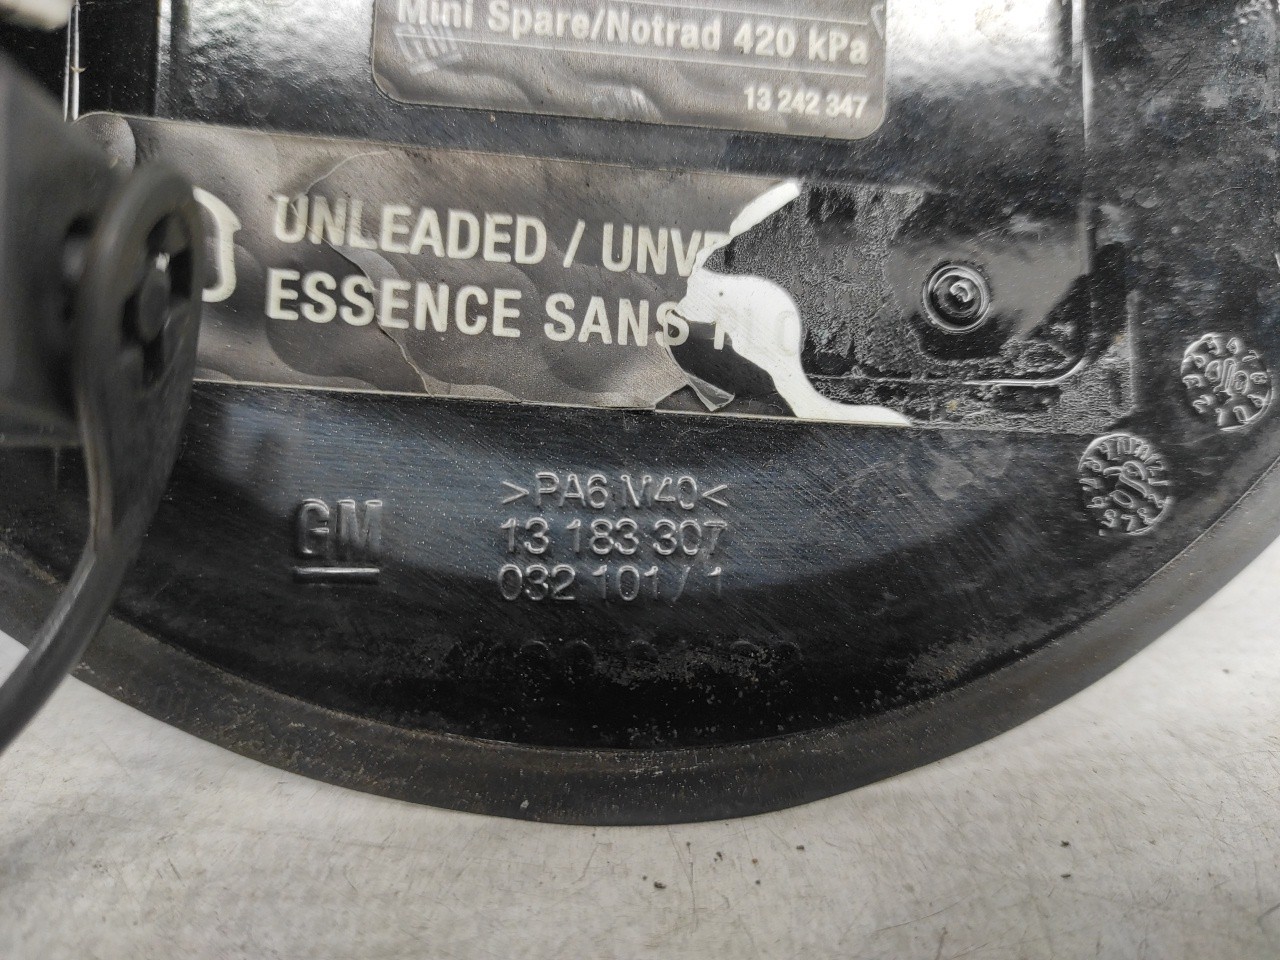 Mini Spare/Notrad 420 kPa
13 242 347
UNLEADED / UNV
ESSENCE SANS
GM
>PA6 M40<
13 183 307
032 101 / 1